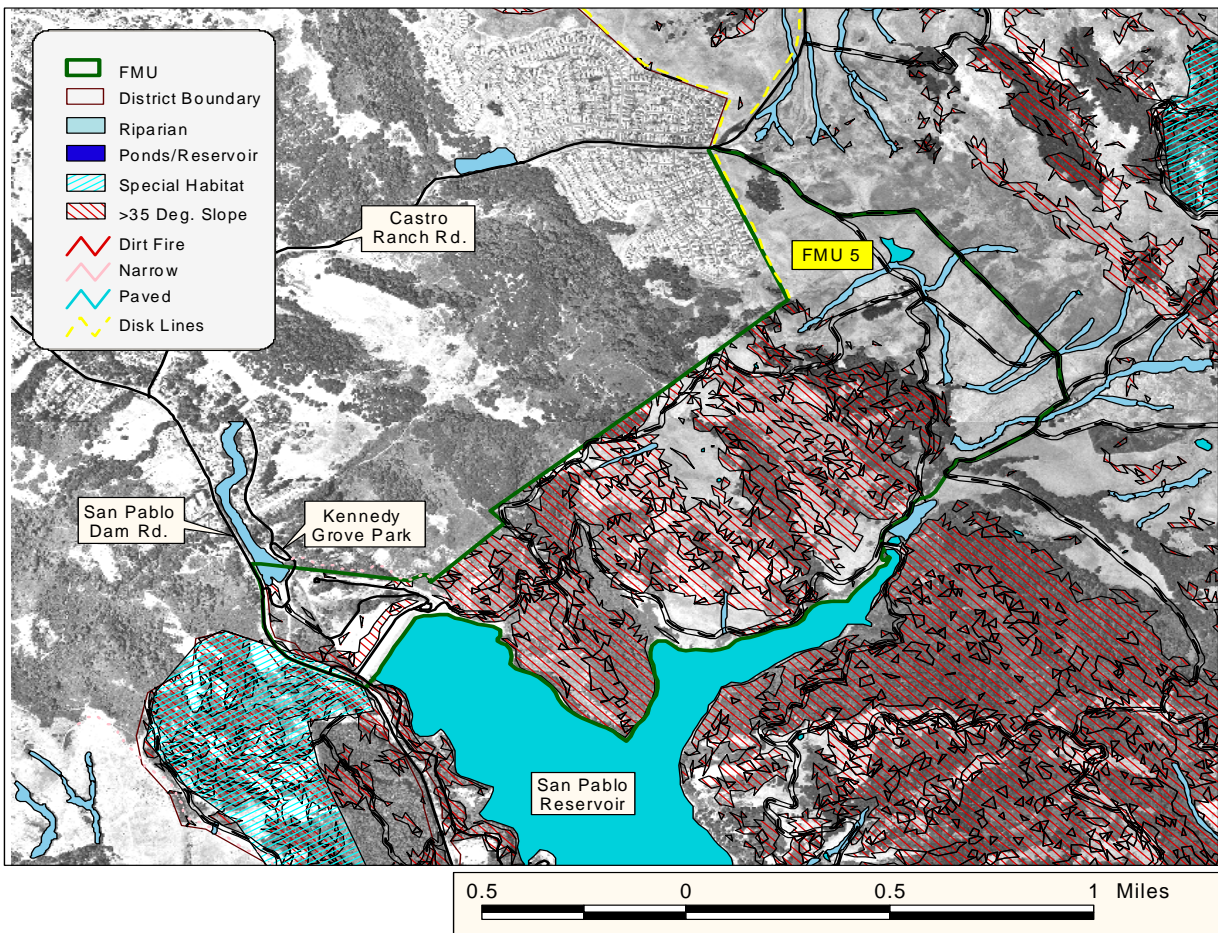 FMU
District Boundary
Riparian
Ponds/Reservoir
Special Habitat
>35 Deg. Slope
Dirt Fire
Narrow
Paved
Disk Lines
Castro
Ranch Rd.
FMU 5
San Pablo
Dam Rd.
Kennedy
Grove Park
San Pablo
Reservoir
0.5 0 0.5 1 Miles